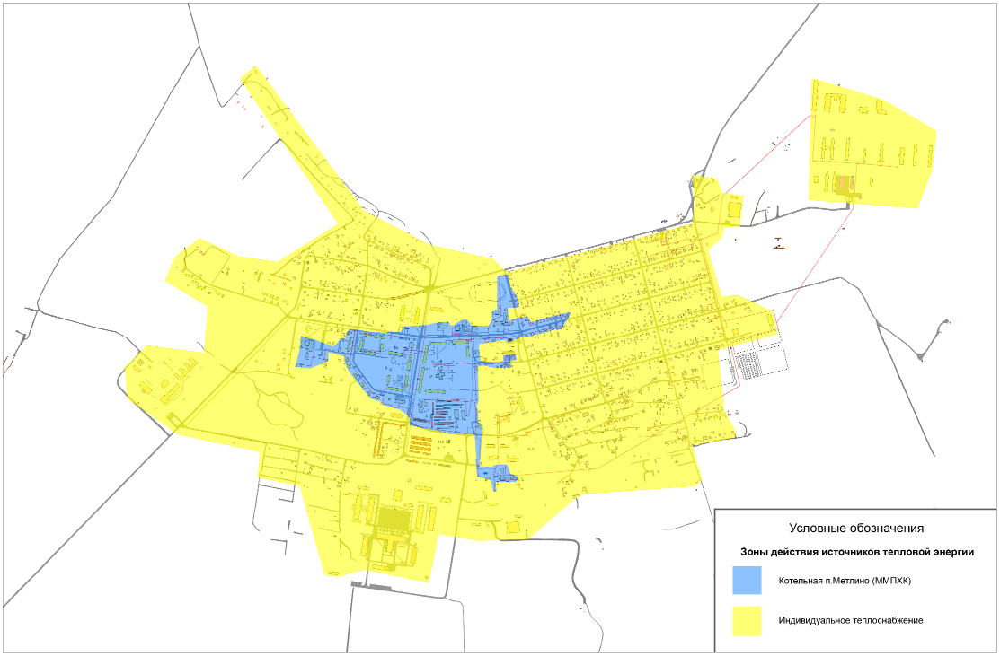 Условные обозначения
Зоны действия источников тепловой энергии
Котельная п.Метлино (ММПХК)
Индивидуальное теплоснабжение